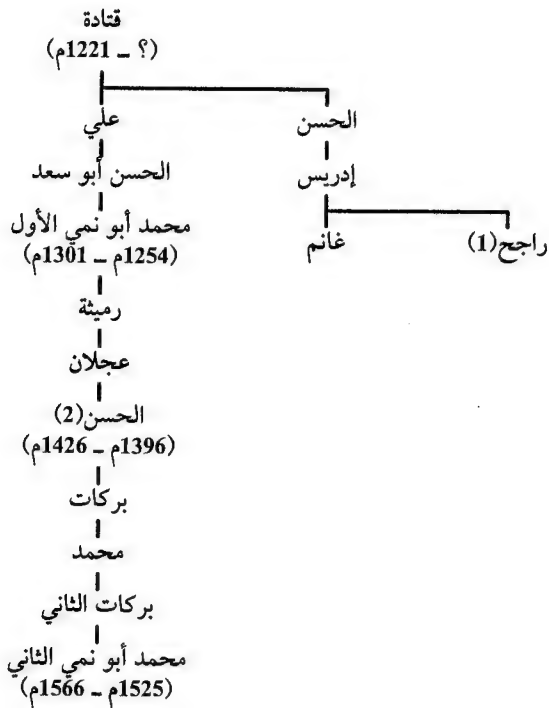 قتادة
(؟ ـ 1221م)
الحسن
علي
إدريس
الحسن أبو سعد
راجح(1)
غانم
محمد أبو نمي الأول
(1254م ـ 1301م)
رميثة
عجلان
الحسن(2)
(1396م ـ 1426م)
بركات
محمد
بركات الثاني
محمد أبو نمي الثاني
(1525م ـ 1566م)